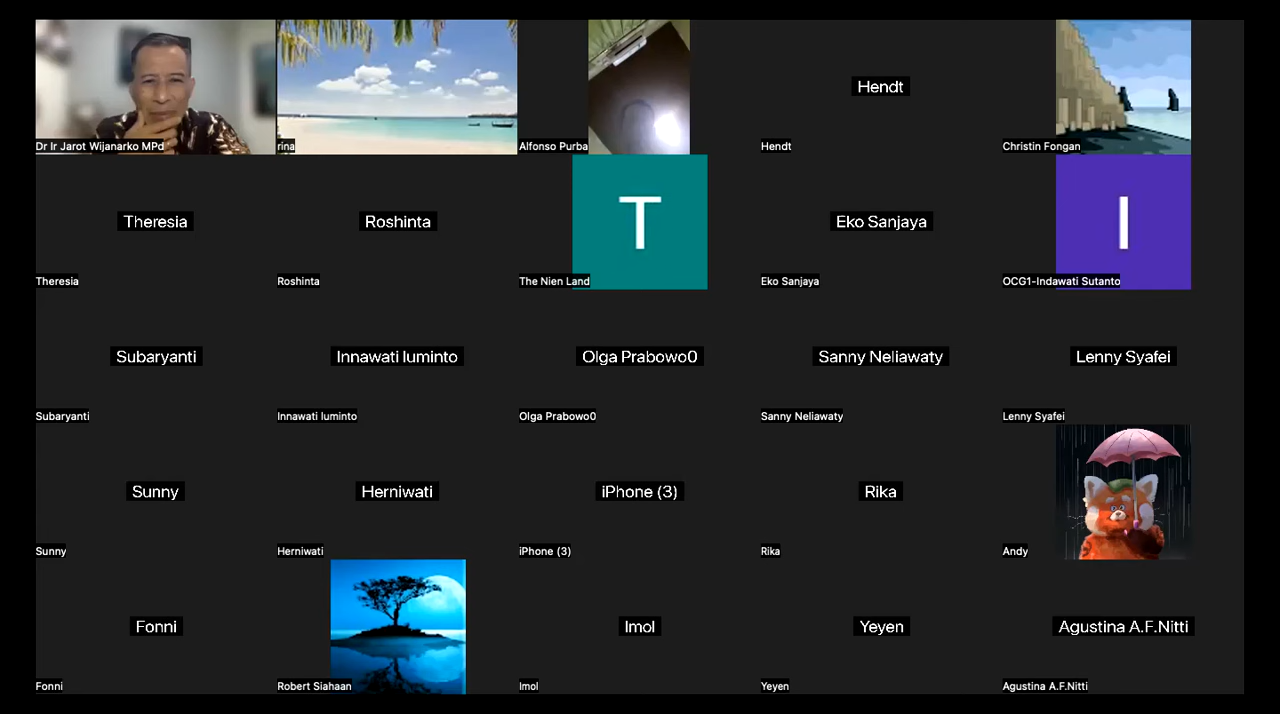 Dr Ir Jarot Wijanarko MPd
rina
Alfonso Purba
Hendt
Hendt
Christin Fongan
Theresia
Theresia
Roshinta
Roshinta
T
The Nien Land
Eko Sanjaya
Eko Sanjaya
I
OCG1-Indawati Sutanto
Subaryanti
Subaryanti
Innawati luminto
Innawati luminto
Olga Prabowo0
Olga Prabowo0
Sanny Neliawaty
Sanny Neliawaty
Lenny Syafei
Lenny Syafei
Sunny
Sunny
Herniwati
Herniwati
iPhone (3)
iPhone (3)
Rika
Rika
Andy
Fonni
Fonni
Robert Siahaan
Imol
Imol
Yeyen
Yeyen
Agustina A.F.Nitti
Agustina A.F.Nitti